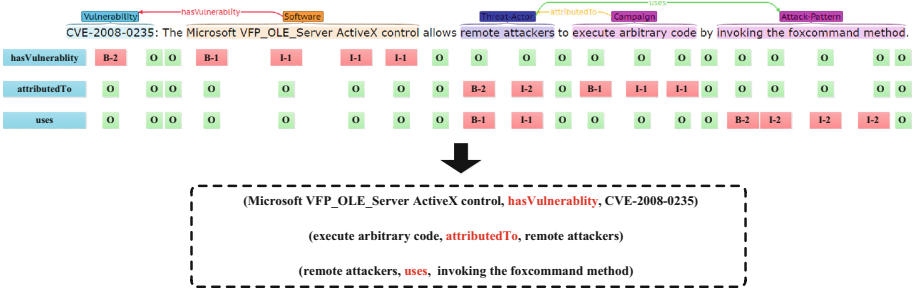 uses
hasVulnerablity attributedTo
Vulnerability Software Threat-Actor Campaign Attack-Pattern
CVE-2008-0235: The Microsoft VFP_OLE_Server ActiveX control allows remote attackers to execute arbitrary code by invoking the foxcommand method.
hasVulnerablity B-2 O O B-1 I-1 I-1 I-1 O O O O O O O O O O O O O
attributedTo O O O O O O O O B-2 I-2 O B-1 I-1 I-1 O O O O O O
uses O O O O O O O O B-1 I-1 O O O O O B-2 I-2 I-2 I-2 O
(Microsoft VFP_OLE_Server ActiveX control, hasVulnerablity, CVE-2008-0235)
(execute arbitrary code, attributedTo, remote attackers)
(remote attackers, uses, invoking the foxcommand method)